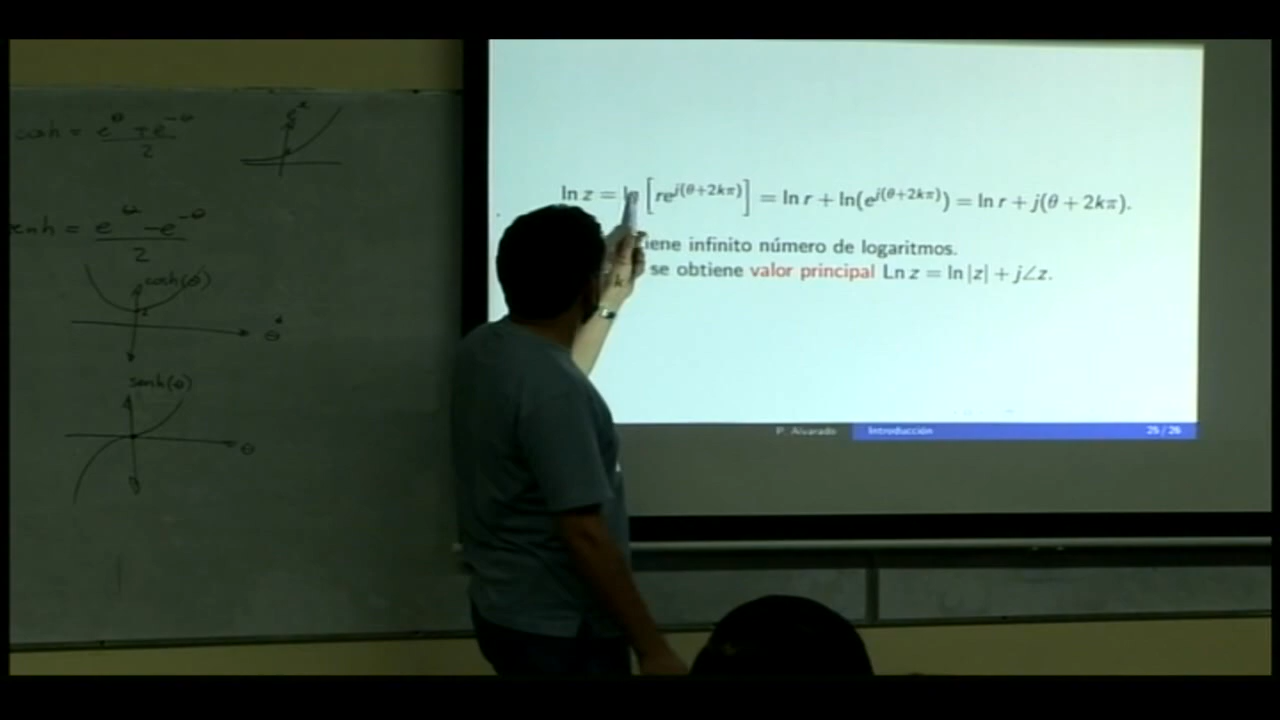 cosh = e^θ + e^-θ / 2
senh = e^θ - e^-θ / 2
cosh(θ)
θ
senh(θ)
θ
ln z = ln [re^j(θ+2kπ)] = ln r + ln(e^j(θ+2kπ)) = ln r + j(θ + 2kπ).
tiene infinito número de logaritmos.
se obtiene valor principal Ln z = ln |z| + j∠z.
P. Alvarado Introducción 25 / 26